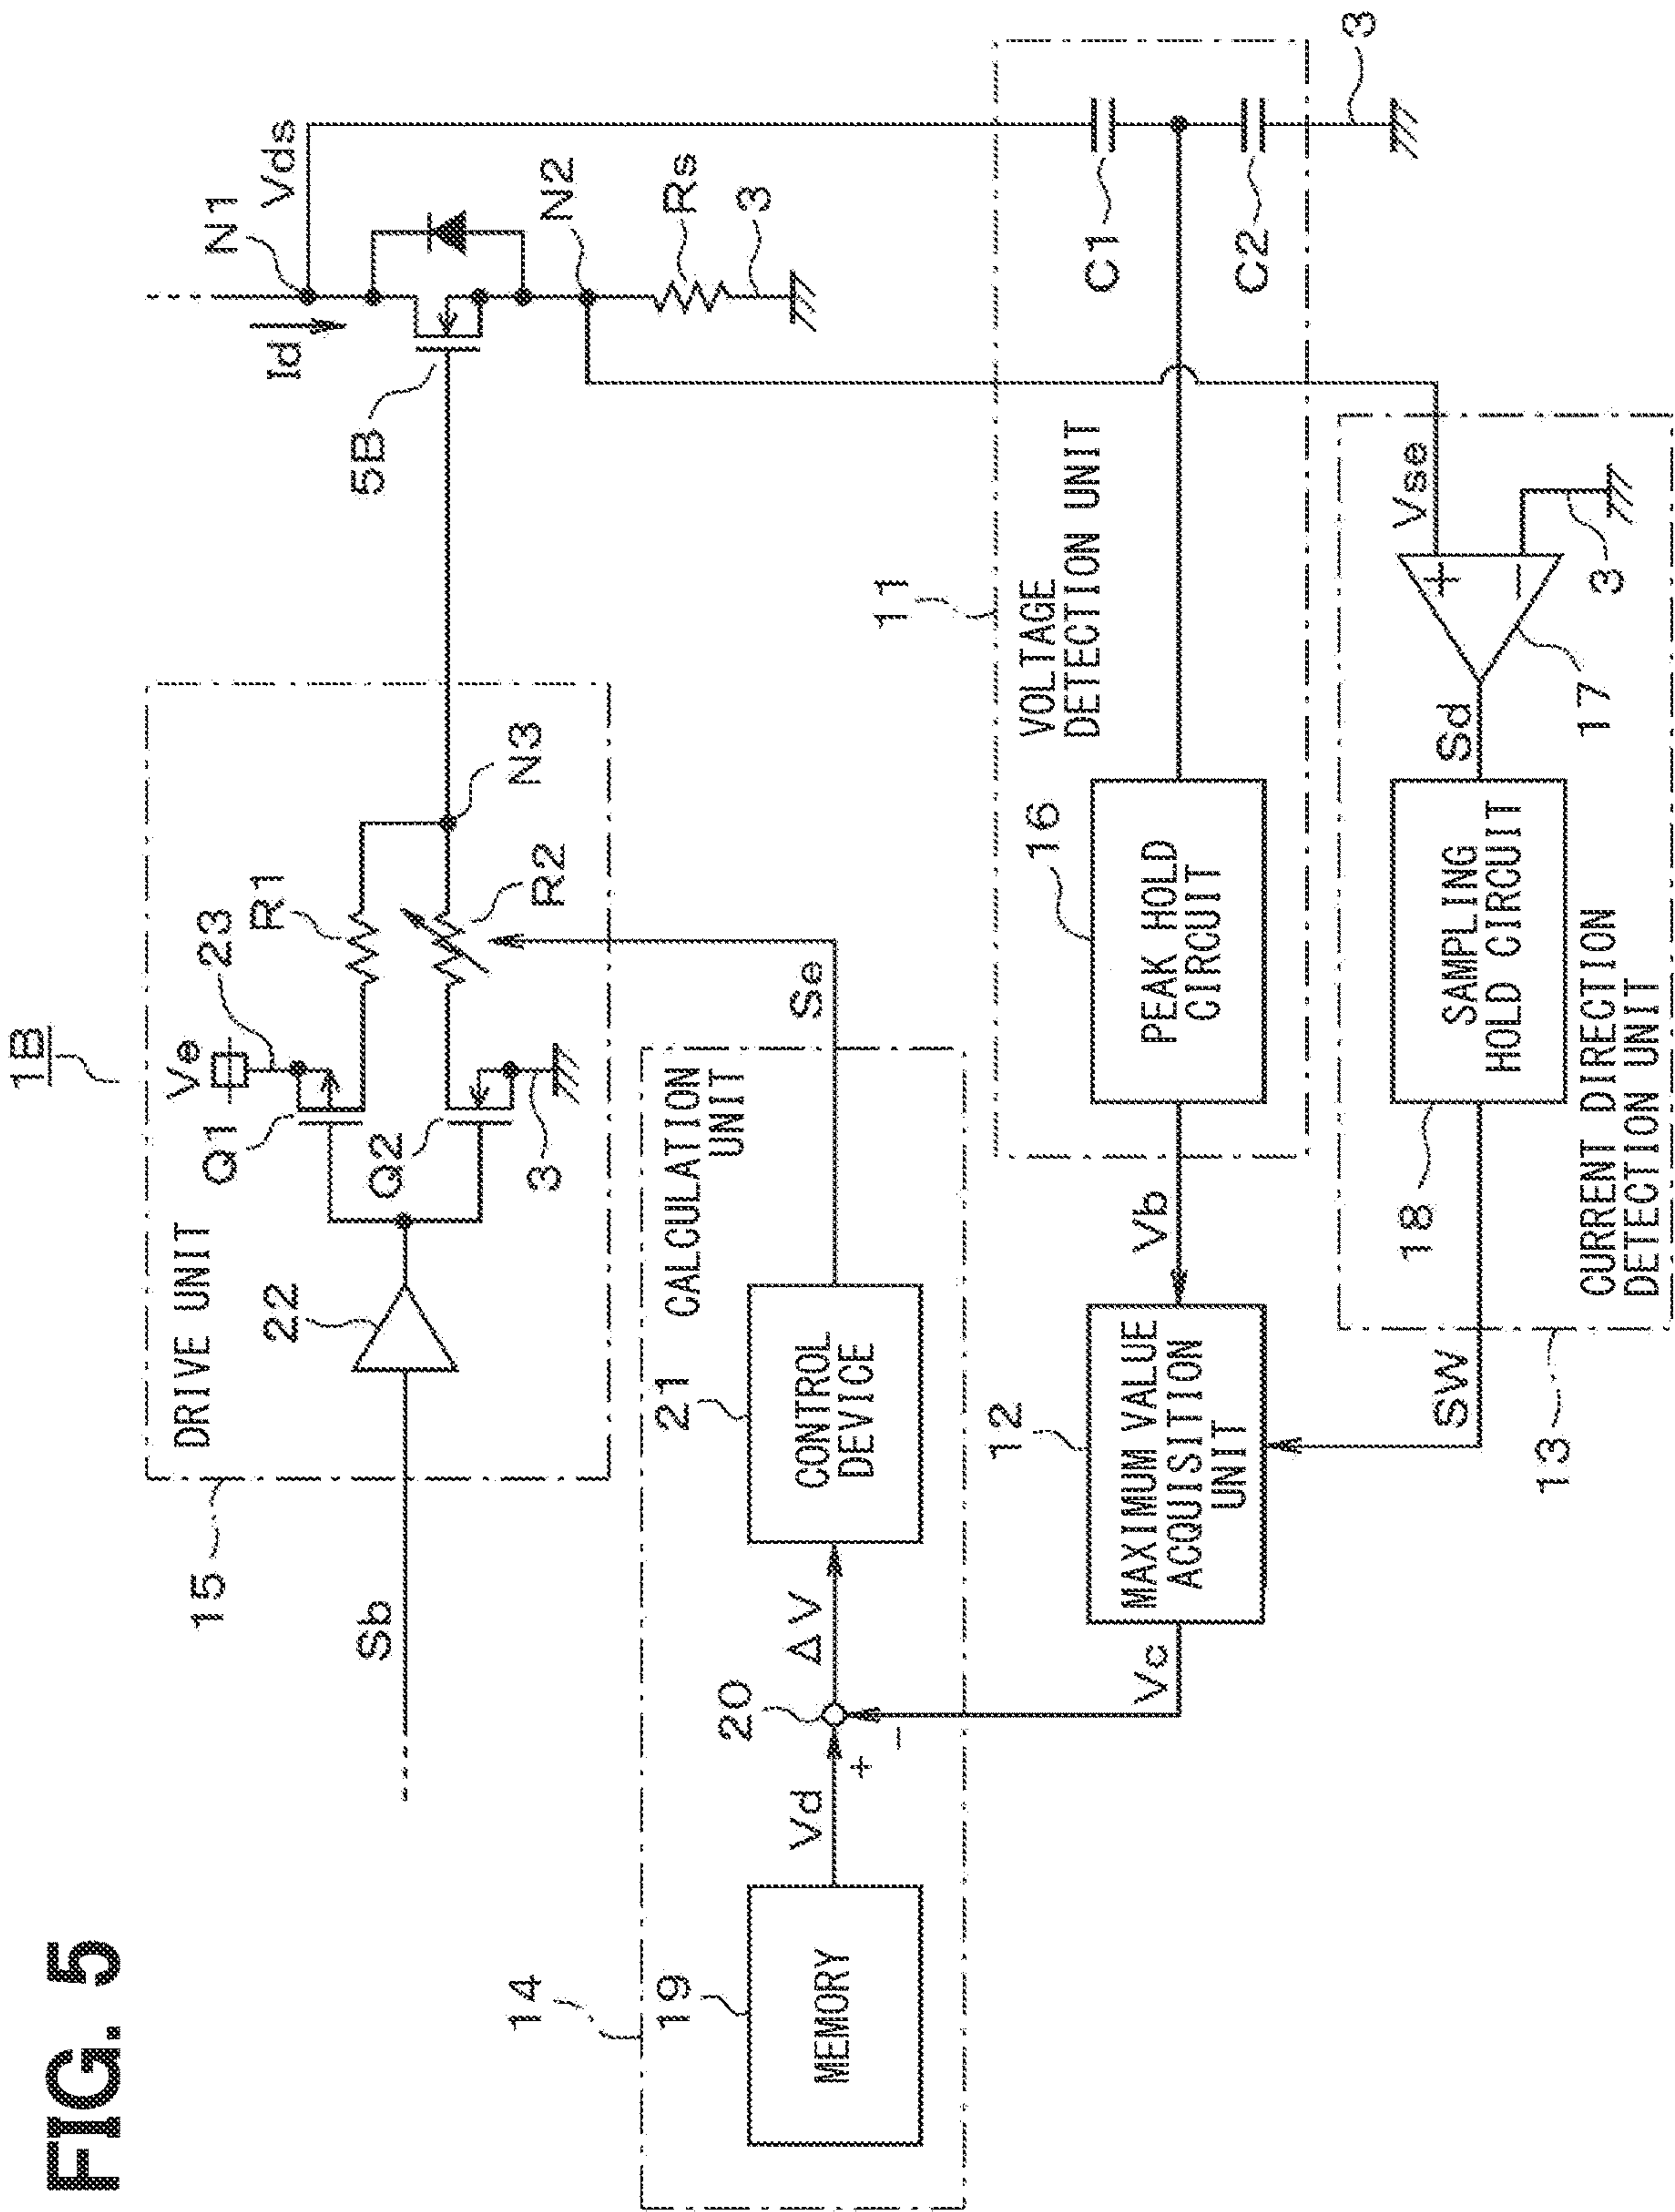 FIG. 5
1B
15
DRIVE UNIT
Sb
22
Q1
Ve
23
R1
Q2
3
R2
N3
5B
Id
N1
Vds
N2
Rs
3
14
CALCULATION
UNIT
19
MEMORY
Vd
+
-
20
ΔV
21
CONTROL
DEVICE
Se
11
VOLTAGE
DETECTION UNIT
C1
C2
3
16
PEAK HOLD
CIRCUIT
Vb
12
MAXIMUM VALUE
ACQUISITION
UNIT
Vc
SW
13
CURRENT DIRECTION
DETECTION UNIT
18
SAMPLING
HOLD CIRCUIT
Sd
17
+
−
Vse
3